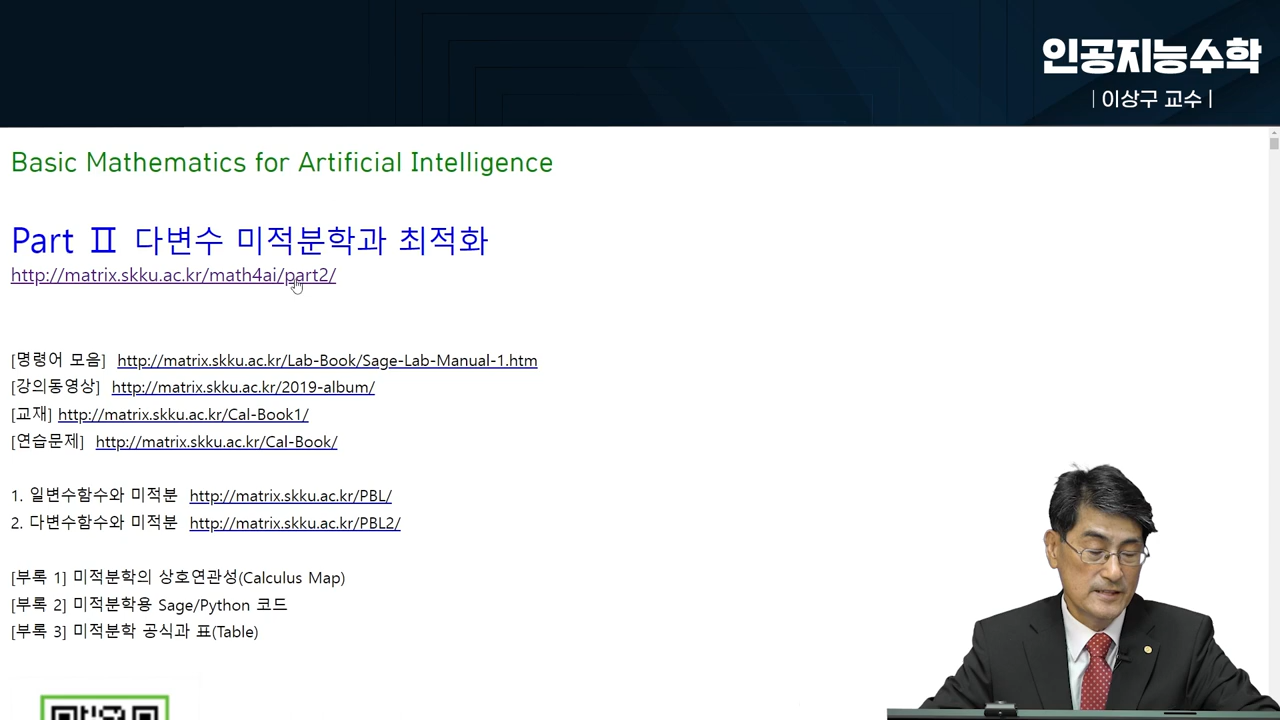 인공지능수학
| 이상구 교수 |
Basic Mathematics for Artificial Intelligence
Part Ⅱ 다변수 미적분학과 최적화
http://matrix.skku.ac.kr/math4ai/part2/
[명령어 모음] http://matrix.skku.ac.kr/Lab-Book/Sage-Lab-Manual-1.htm
[강의동영상] http://matrix.skku.ac.kr/2019-album/
[교재] http://matrix.skku.ac.kr/Cal-Book1/
[연습문제] http://matrix.skku.ac.kr/Cal-Book/
1. 일변수함수와 미적분 http://matrix.skku.ac.kr/PBL/
2. 다변수함수와 미적분 http://matrix.skku.ac.kr/PBL2/
[부록 1] 미적분학의 상호연관성(Calculus Map)
[부록 2] 미적분학용 Sage/Python 코드
[부록 3] 미적분학 공식과 표(Table)